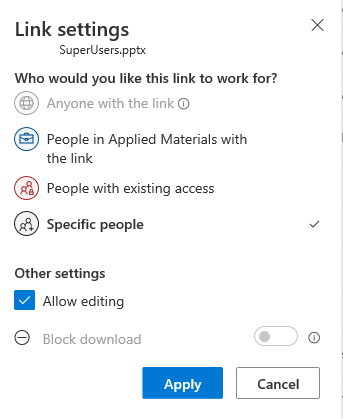 Link settings
SuperUsers.pptx
Who would you like this link to work for?
Anyone with the link
People in Applied Materials with
the link
People with existing access
Specific people
Other settings
Allow editing
Block download
Apply
Cancel